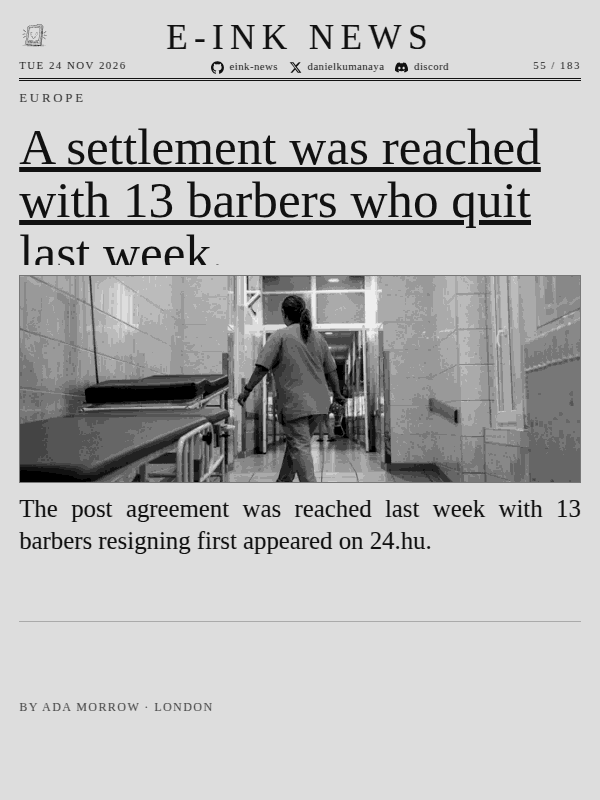 E-INK NEWS
TUE 24 NOV 2026
eink-news
danielkumanaya
discord
55 / 183
EUROPE
A settlement was reached
with 13 barbers who quit
last week.
The post agreement was reached last week with 13
barbers resigning first appeared on 24.hu.
BY ADA MORROW · LONDON